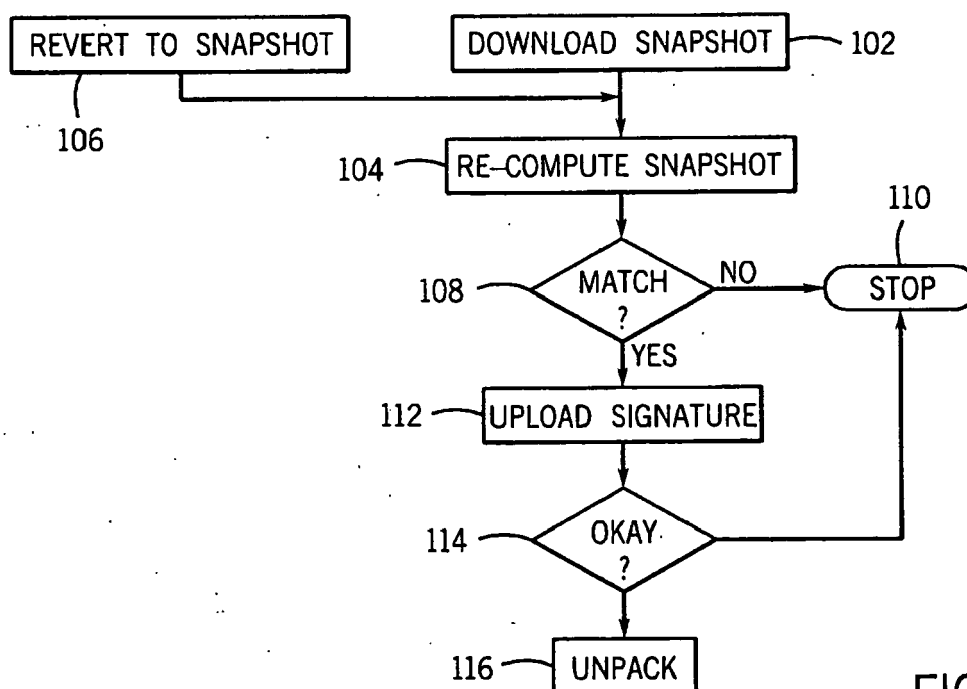 REVERT TO SNAPSHOT
DOWNLOAD SNAPSHOT
102
106
104
RE-COMPUTE SNAPSHOT
110
108
MATCH
?
NO
STOP
YES
112
UPLOAD SIGNATURE
114
OKAY
?
116
UNPACK